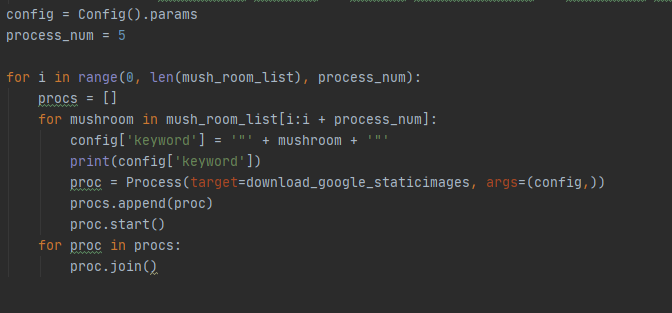 config = Config().params
process_num = 5
for i in range(0, len(mush_room_list), process_num):
    procs = []
    for mushroom in mush_room_list[i:i + process_num]:
        config['keyword'] = '"' + mushroom + '"'
        print(config['keyword'])
        proc = Process(target=download_google_staticimages, args=(config,))
        procs.append(proc)
        proc.start()
    for proc in procs:
        proc.join()